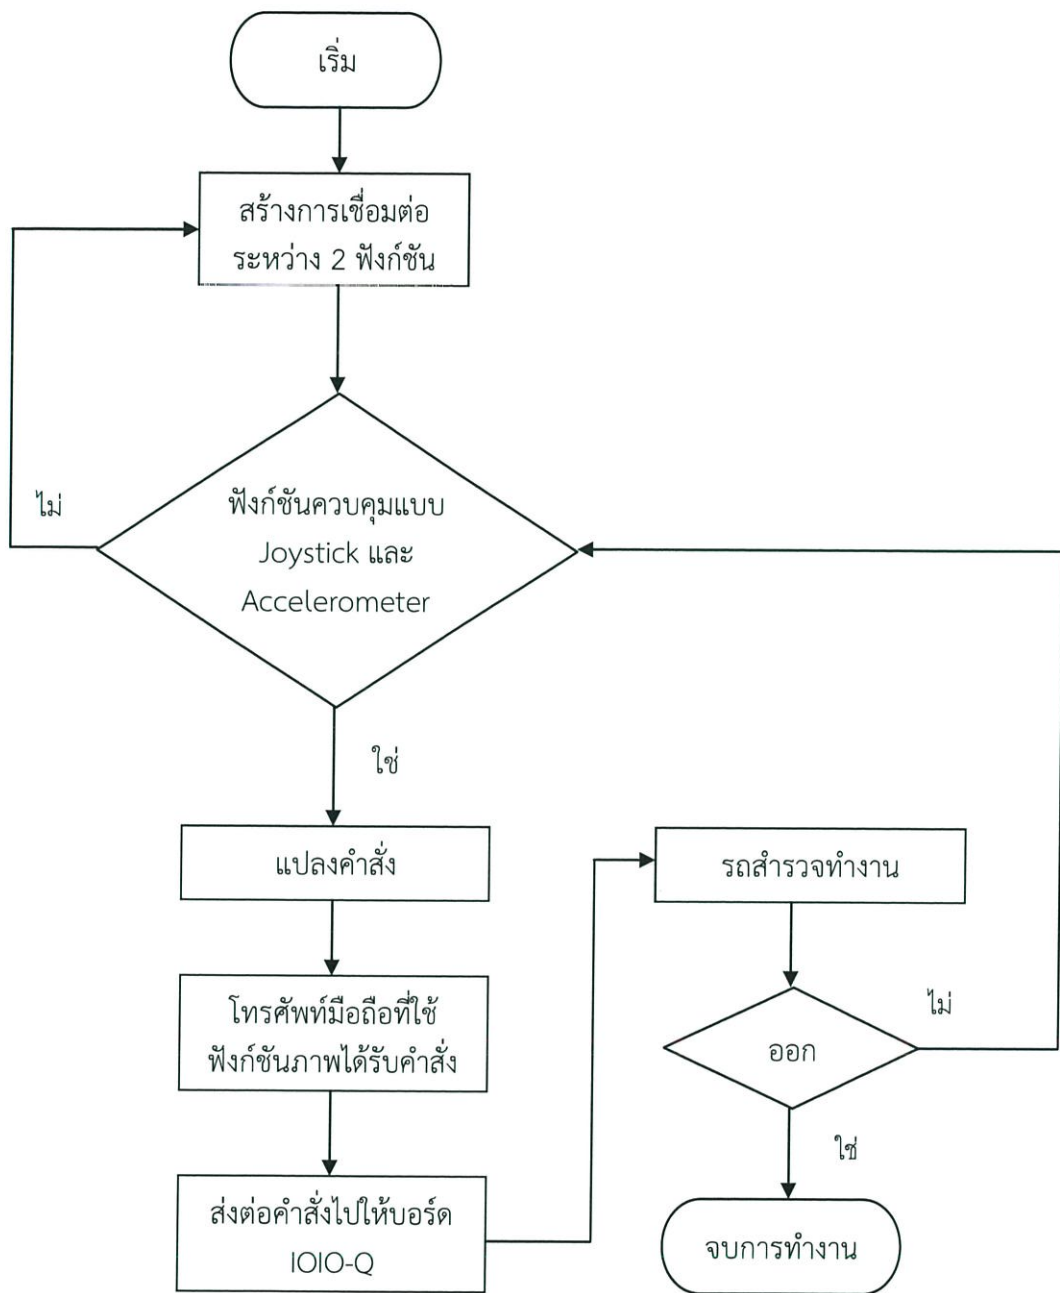 เริ่ม
สร้างการเชื่อมต่อ
ระหว่าง 2 ฟังก์ชัน
ไม่
ฟังก์ชันควบคุมแบบ
Joystick และ
Accelerometer
ใช่
แปลงคำสั่ง
โทรศัพท์มือถือที่ใช้
ฟังก์ชันภาพได้รับคำสั่ง
ส่งต่อคำสั่งไปให้บอร์ด
IOIO-Q
รถสำรวจทำงาน
ออก
ไม่
ใช่
จบการทำงาน